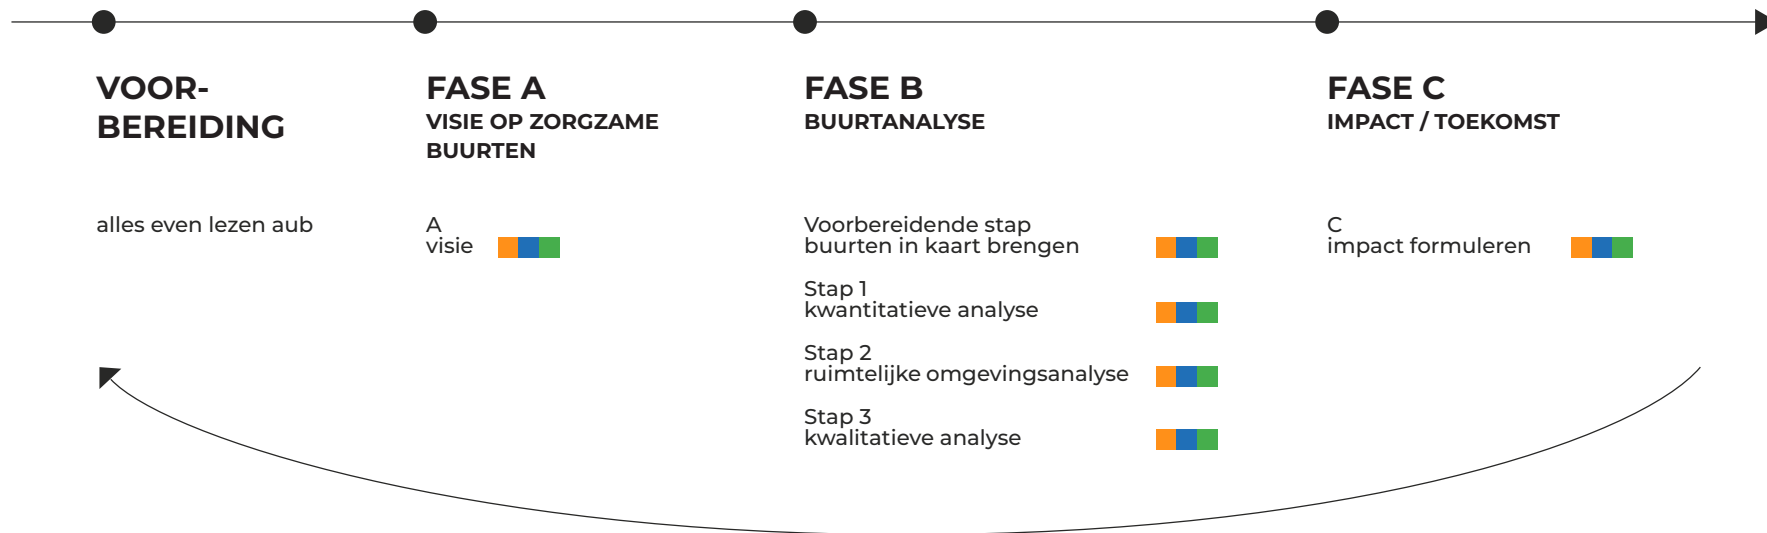 VOOR-
BEREIDING
alles even lezen aub
FASE A
VISIE OP ZORGZAME
BUURTEN
A
visie
FASE B
BUURTANALYSE
Voorbereidende stap
buurten in kaart brengen
Stap 1
kwantitatieve analyse
Stap 2
ruimtelijke omgevingsanalyse
Stap 3
kwalitatieve analyse
FASE C
IMPACT / TOEKOMST
C
impact formuleren